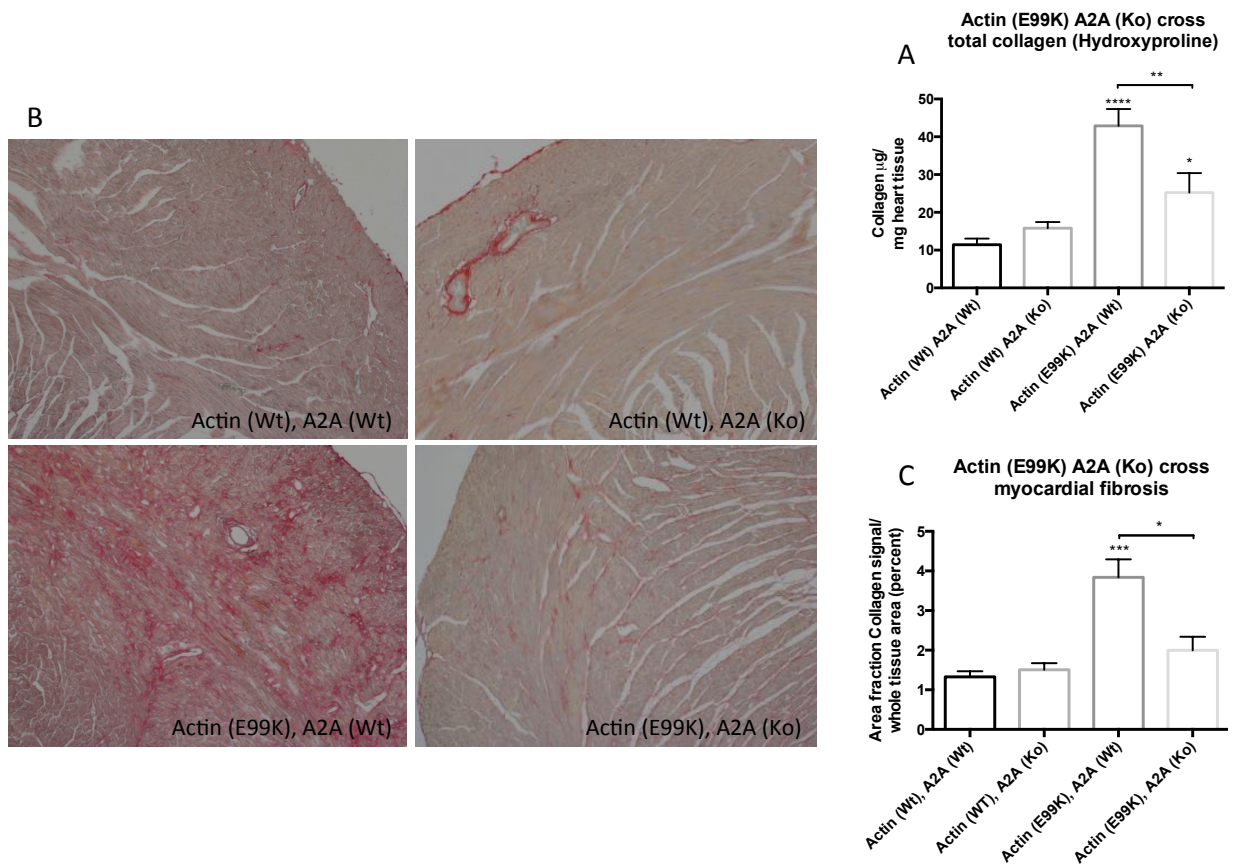 B
Actin (Wt), A2A (Wt)
Actin (Wt), A2A (Ko)
Actin (E99K), A2A (Wt)
Actin (E99K), A2A (Ko)
A
Actin (E99K) A2A (Ko) cross
total collagen (Hydroxyproline)
**
****
*
50
40
30
20
10
0
Collagen µg/
mg heart tissue
Actin (Wt) A2A (Wt)
Actin (Wt) A2A (Ko)
Actin (E99K) A2A (Wt)
Actin (E99K) A2A (Ko)
C
Actin (E99K) A2A (Ko) cross
myocardial fibrosis
*
***
5
4
3
2
1
0
Area fraction Collagen signal/
whole tissue area (percent)
Actin (Wt), A2A (Wt)
Actin (WT), A2A (Ko)
Actin (E99K), A2A (Wt)
Actin (E99K), A2A (Ko)